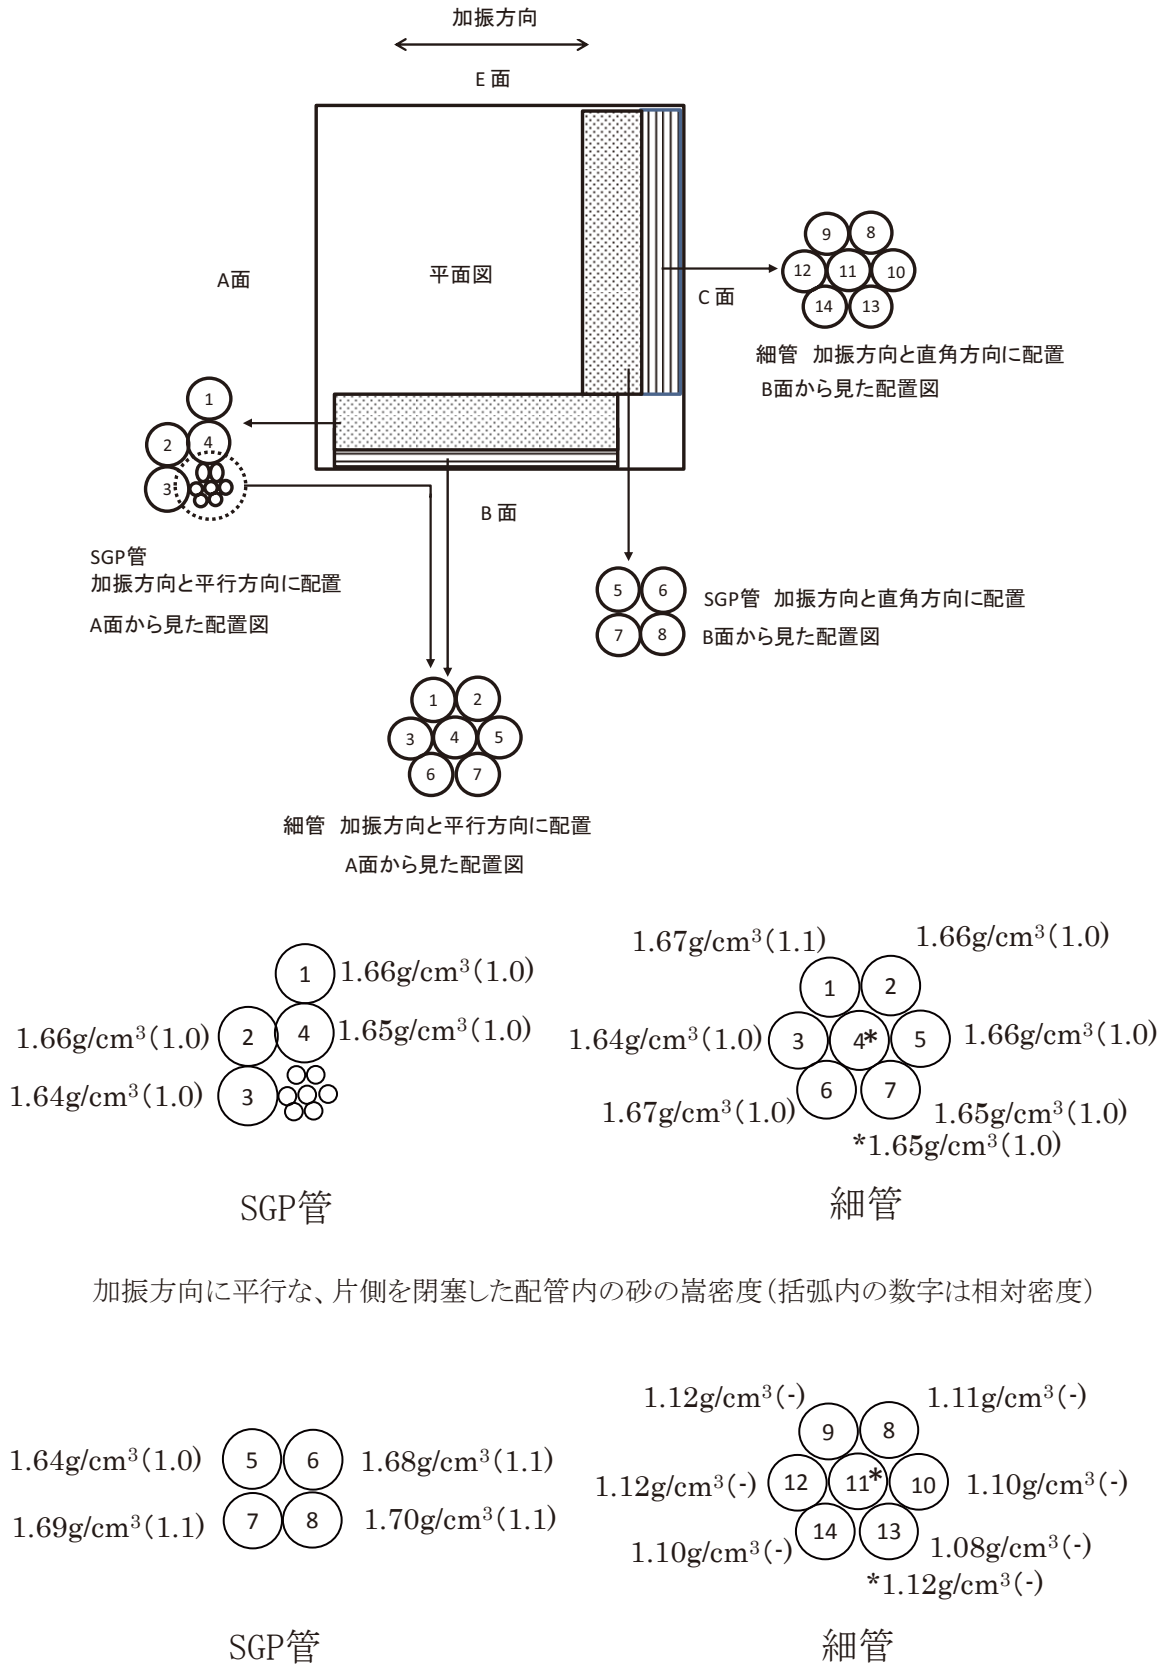 加振方向
E 面
A面
平面図
C 面
9 8
12 11 10
14 13
細管 加振方向と直角方向に配置
B面から見た配置図
1
2 4
3
B 面
SGP管
加振方向と平行方向に配置
A面から見た配置図
5 6
7 8
SGP管 加振方向と直角方向に配置
B面から見た配置図
1 2
3 4 5
6 7
細管 加振方向と平行方向に配置
A面から見た配置図
1 1.66g/cm³(1.0)
1.66g/cm³(1.0) 2 4 1.65g/cm³(1.0)
1.64g/cm³(1.0) 3
SGP管
1.67g/cm³(1.1) 1.66g/cm³(1.0)
1 2
1.64g/cm³(1.0) 3 4* 5 1.66g/cm³(1.0)
1.67g/cm³(1.0) 6 7 1.65g/cm³(1.0)
*1.65g/cm³(1.0)
細管
加振方向に平行な、片側を閉塞した配管内の砂の嵩密度(括弧内の数字は相対密度)
1.64g/cm³(1.0) 5 6 1.68g/cm³(1.1)
1.69g/cm³(1.1) 7 8 1.70g/cm³(1.1)
SGP管
1.12g/cm³(-) 9 8 1.11g/cm³(-)
1.12g/cm³(-) 12 11* 10 1.10g/cm³(-)
1.10g/cm³(-) 14 13 1.08g/cm³(-)
*1.12g/cm³(-)
細管